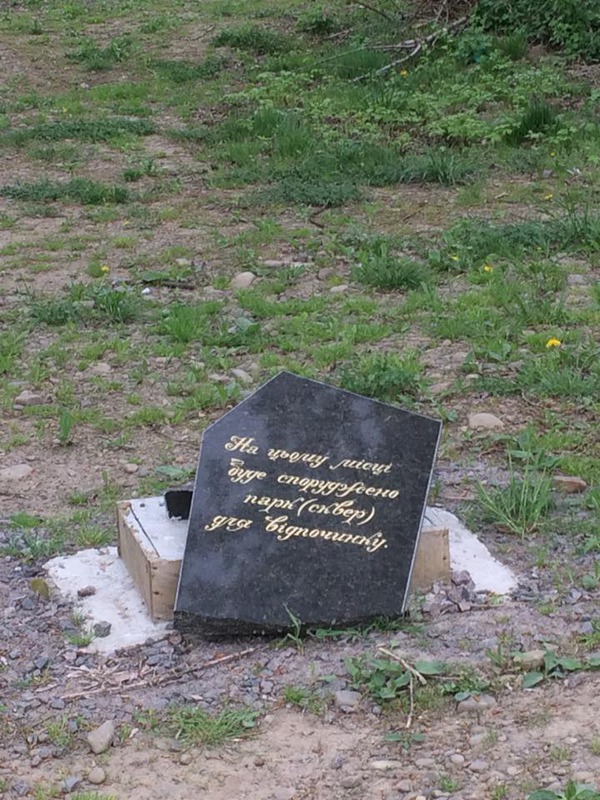 На цьому місці
буде споруджено
парк (сквер)
для відпочинку.